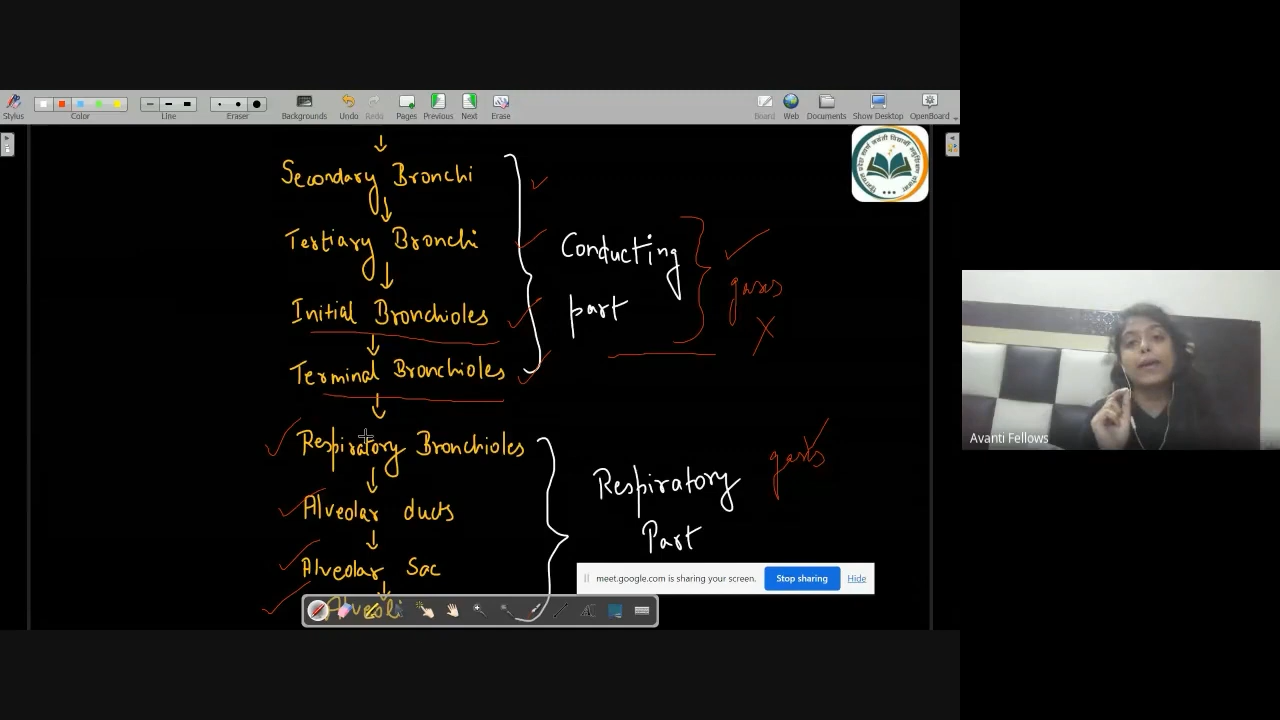 Stylus
Color
Line
Eraser
Backgrounds
Undo
Redo
Pages
Previous
Next
Erase
Board
Web
Documents
Show Desktop
OpenBoard
Secondary Bronchi
Tertiary Bronchi
Initial Bronchioles
Terminal Bronchioles
Conducting
part
gases
Respiratory Bronchioles
Alveolar ducts
Alveolar Sac
Alveoli
Respiratory
Part
gases
meet.google.com is sharing your screen.
Stop sharing
Hide
Avanti Fellows